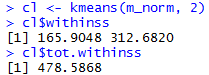 > cl <- kmeans(m_norm, 2)
> cl$withinss
[1] 165.9048 312.6820
> cl$tot.withinss
[1] 478.5868